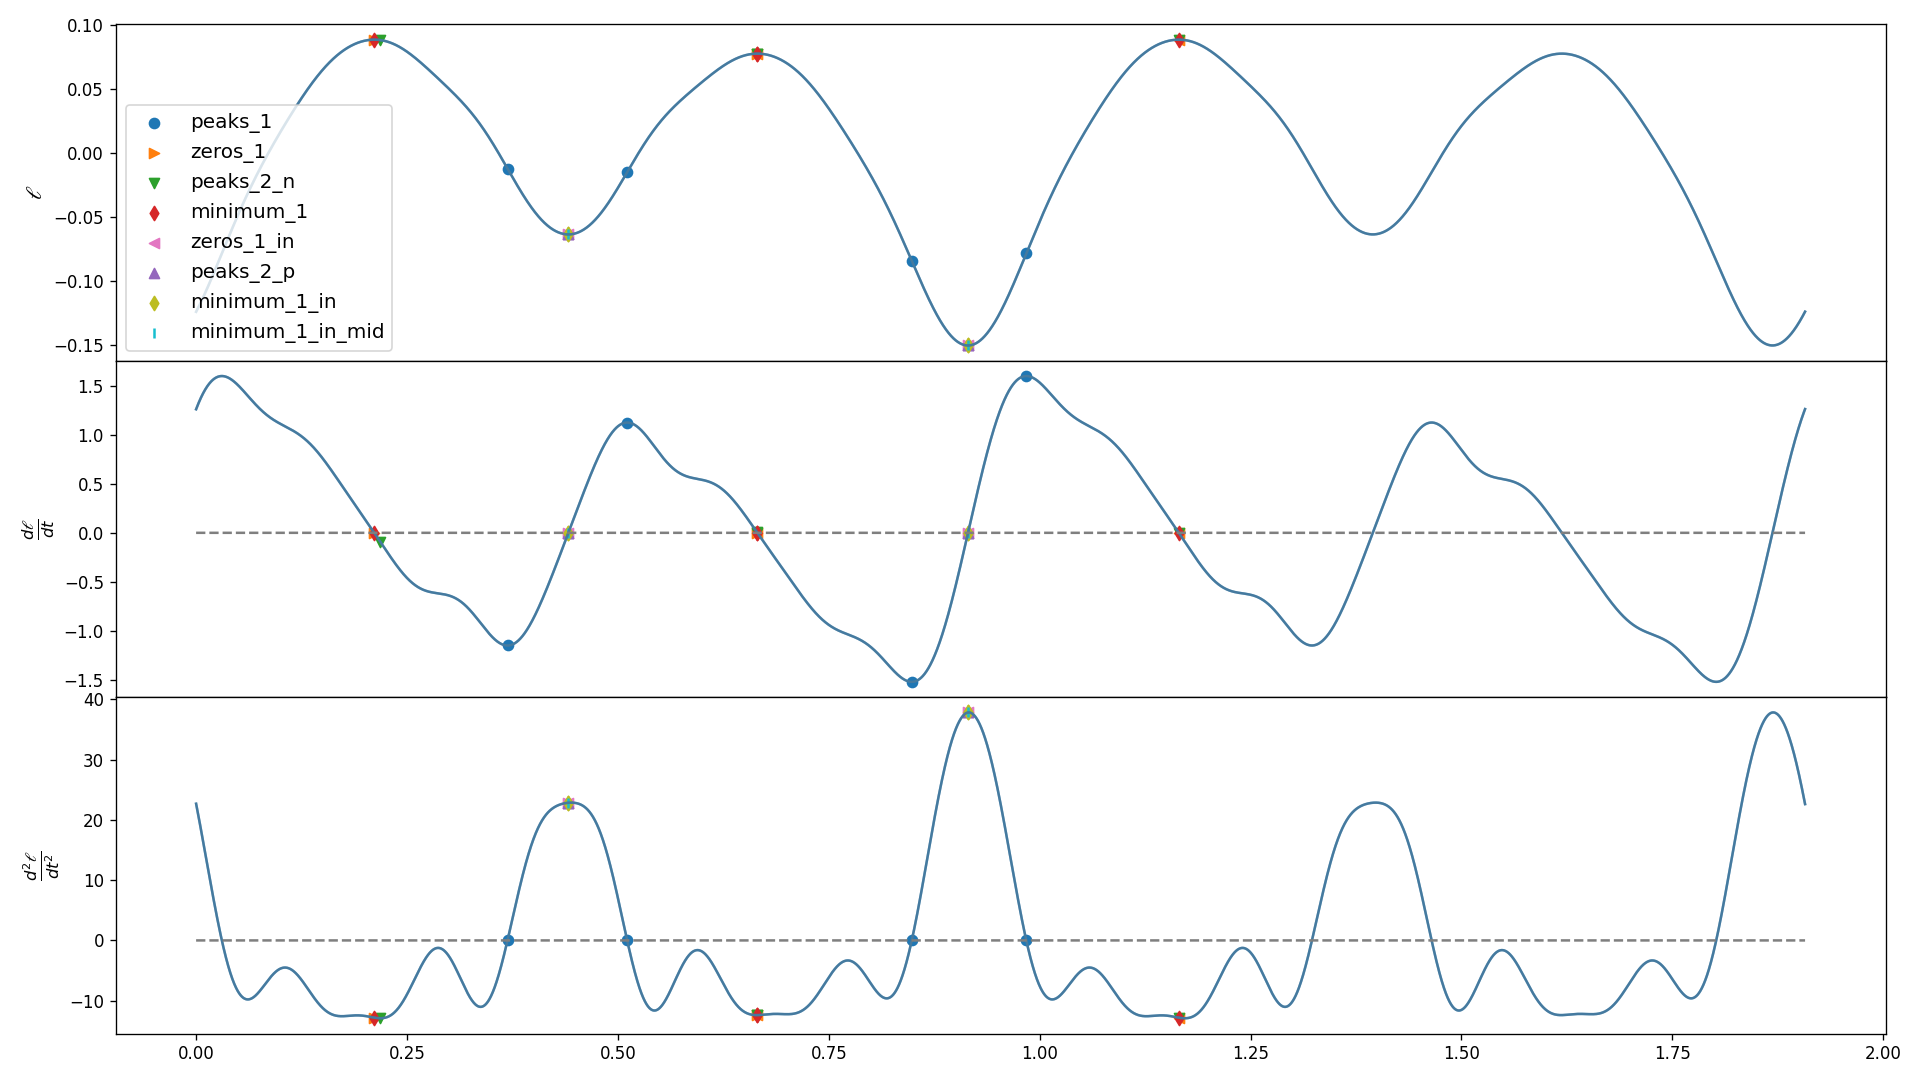 0.10
0.05
0.00
−0.05
−0.10
−0.15
ℓ
peaks_1
zeros_1
peaks_2_n
minimum_1
zeros_1_in
peaks_2_p
minimum_1_in
minimum_1_in_mid
1.5
1.0
0.5
0.0
−0.5
−1.0
−1.5
dℓ
dt
40
30
20
10
0
−10
d²ℓ
dt²
0.00 0.25 0.50 0.75 1.00 1.25 1.50 1.75 2.00